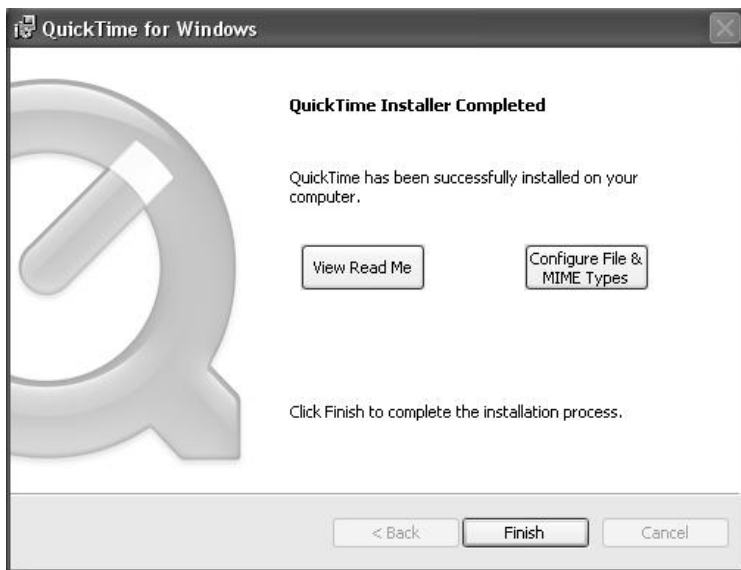 QuickTime for Windows
QuickTime Installer Completed
QuickTime has been successfully installed on your
computer.
View Read Me
Configure File &
MIME Types
Click Finish to complete the installation process.
< Back
Finish
Cancel